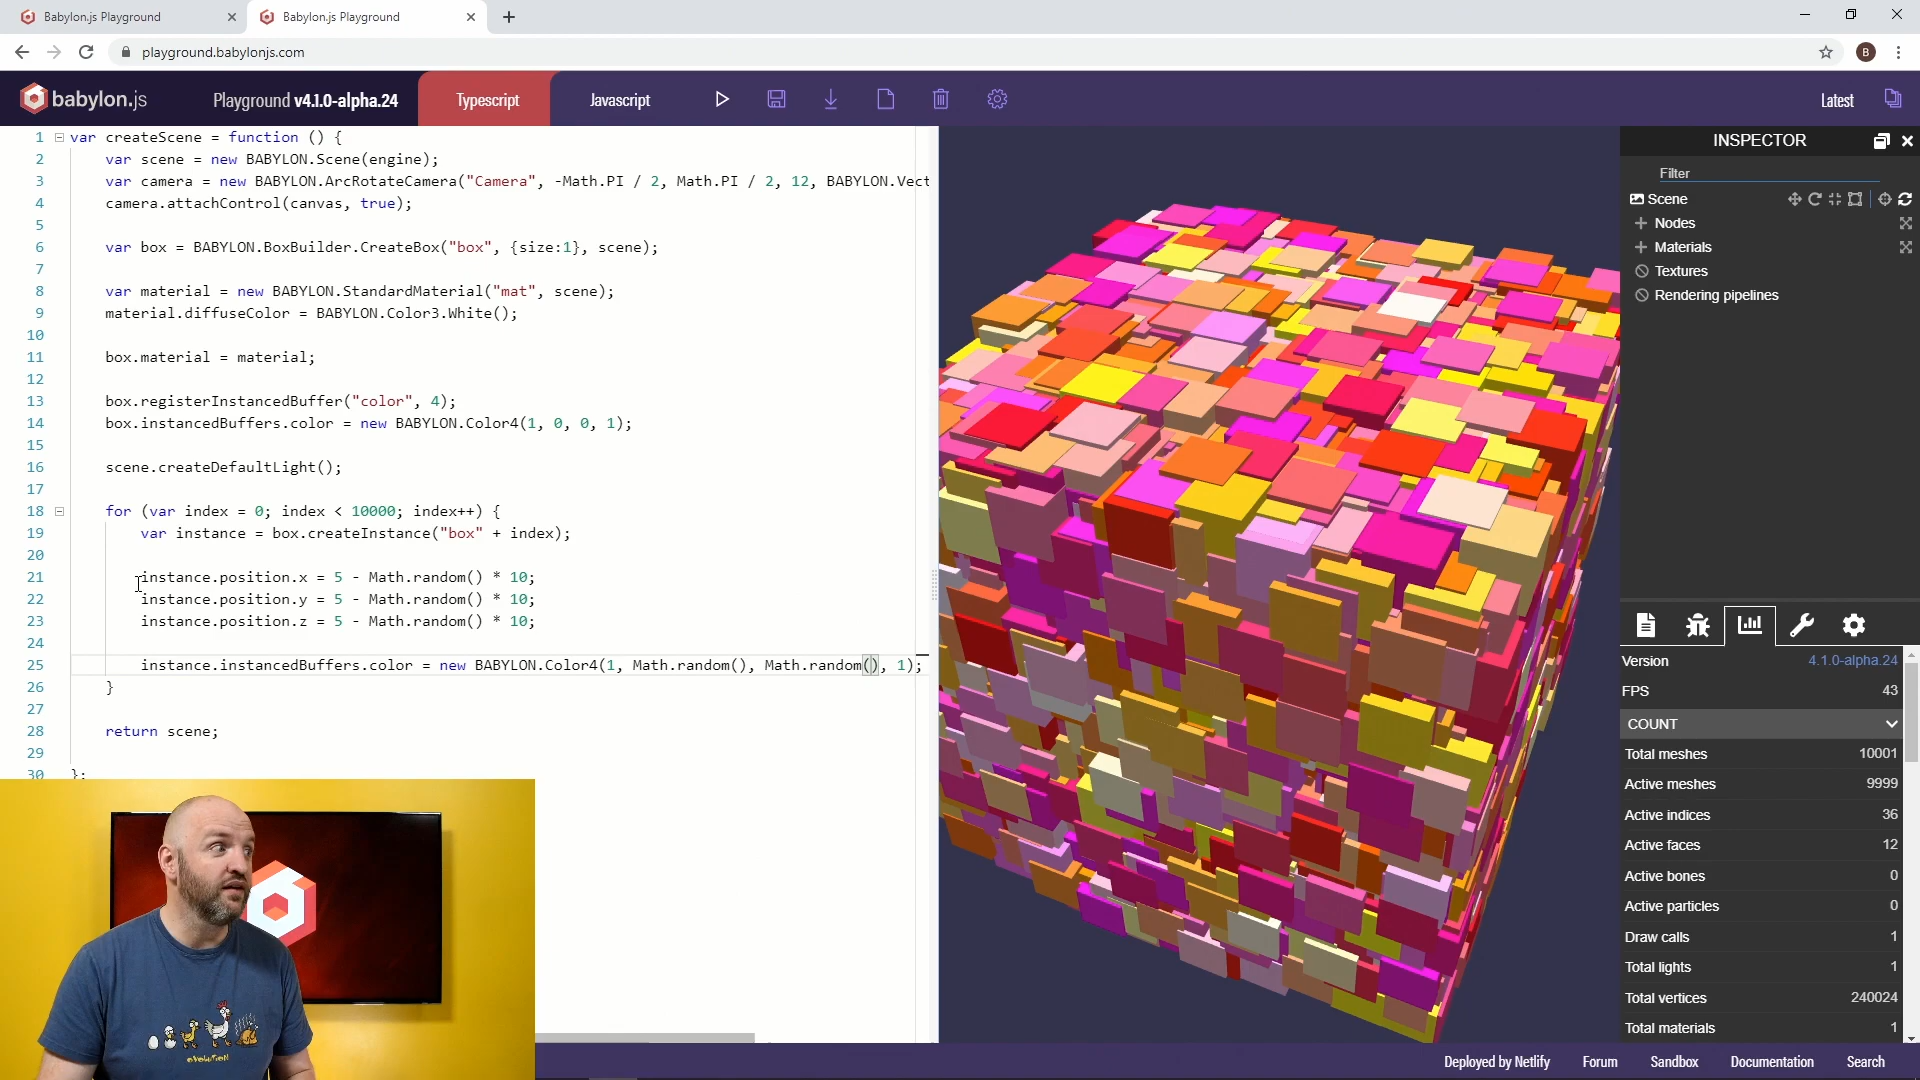 Babylon.js Playground
Babylon.js Playground
playground.babylonjs.com
B
babylon.js
Playground v4.1.0-alpha.24
Typescript
Javascript
Latest
1 var createScene = function () {
2 var scene = new BABYLON.Scene(engine);
3 var camera = new BABYLON.ArcRotateCamera("Camera", -Math.PI / 2, Math.PI / 2, 12, BABYLON.Vect
4 camera.attachControl(canvas, true);
5
6 var box = BABYLON.BoxBuilder.CreateBox("box", {size:1}, scene);
7
8 var material = new BABYLON.StandardMaterial("mat", scene);
9 material.diffuseColor = BABYLON.Color3.White();
10
11 box.material = material;
12
13 box.registerInstancedBuffer("color", 4);
14 box.instancedBuffers.color = new BABYLON.Color4(1, 0, 0, 1);
15
16 scene.createDefaultLight();
17
18 for (var index = 0; index < 10000; index++) {
19 var instance = box.createInstance("box" + index);
20
21 instance.position.x = 5 - Math.random() * 10;
22 instance.position.y = 5 - Math.random() * 10;
23 instance.position.z = 5 - Math.random() * 10;
24
25 instance.instancedBuffers.color = new BABYLON.Color4(1, Math.random(), Math.random(), 1);
26 }
27
28 return scene;
29
30 };
evolution
INSPECTOR
Filter
Scene
Nodes
Materials
Textures
Rendering pipelines
Version 4.1.0-alpha.24
FPS 43
COUNT
Total meshes 10001
Active meshes 9999
Active indices 36
Active faces 12
Active bones 0
Active particles 0
Draw calls 1
Total lights 1
Total vertices 240024
Total materials 1
Deployed by Netlify Forum Sandbox Documentation Search